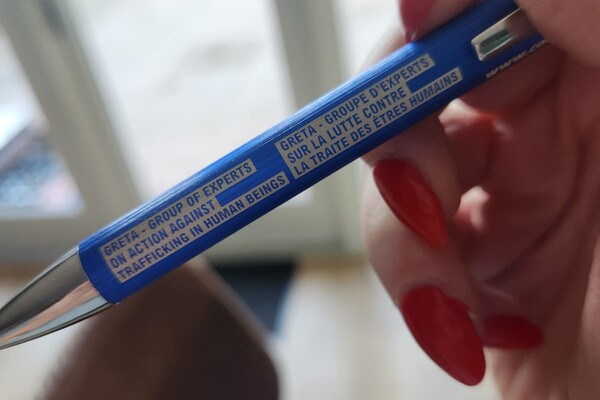 GRETA - GROUP OF EXPERTS
ON ACTION AGAINST
TRAFFICKING IN HUMAN BEINGS
GRETA - GROUPE D'EXPERTS
SUR LA LUTTE CONTRE
LA TRAITE DES ÊTRES HUMAINS